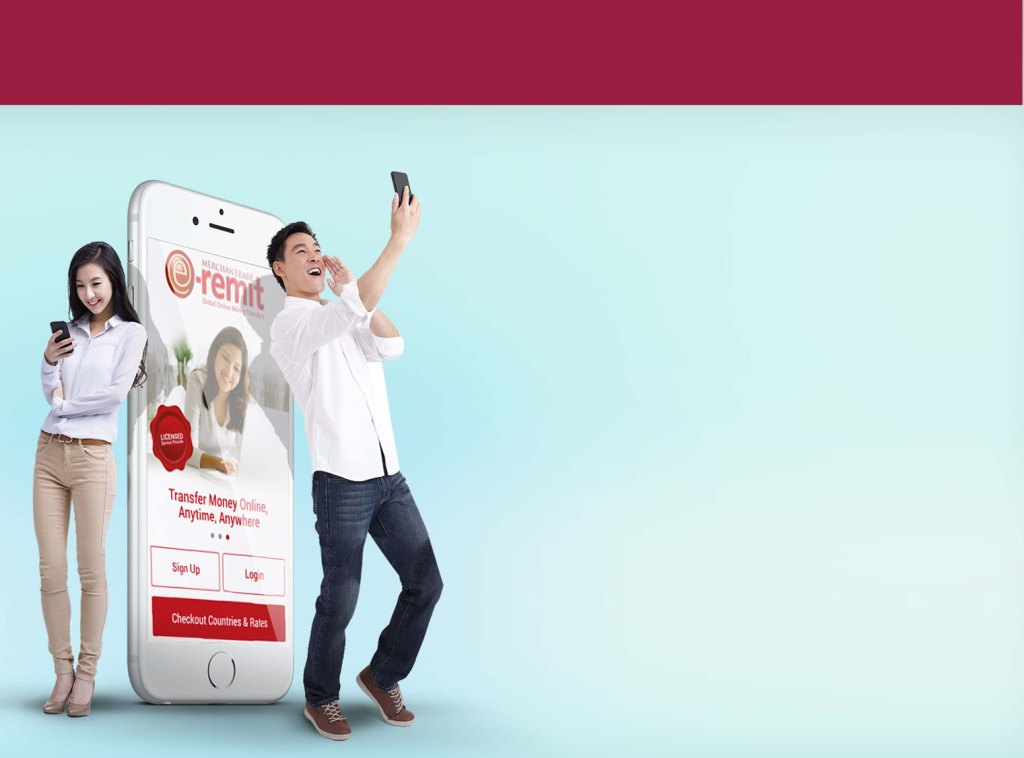 MERCHANTRADE
e-remit
Global Online Money Transfers
LICENSED
Service Provider
Transfer Money Online,
Anytime, Anywhere
Sign Up
Login
Checkout Countries & Rates